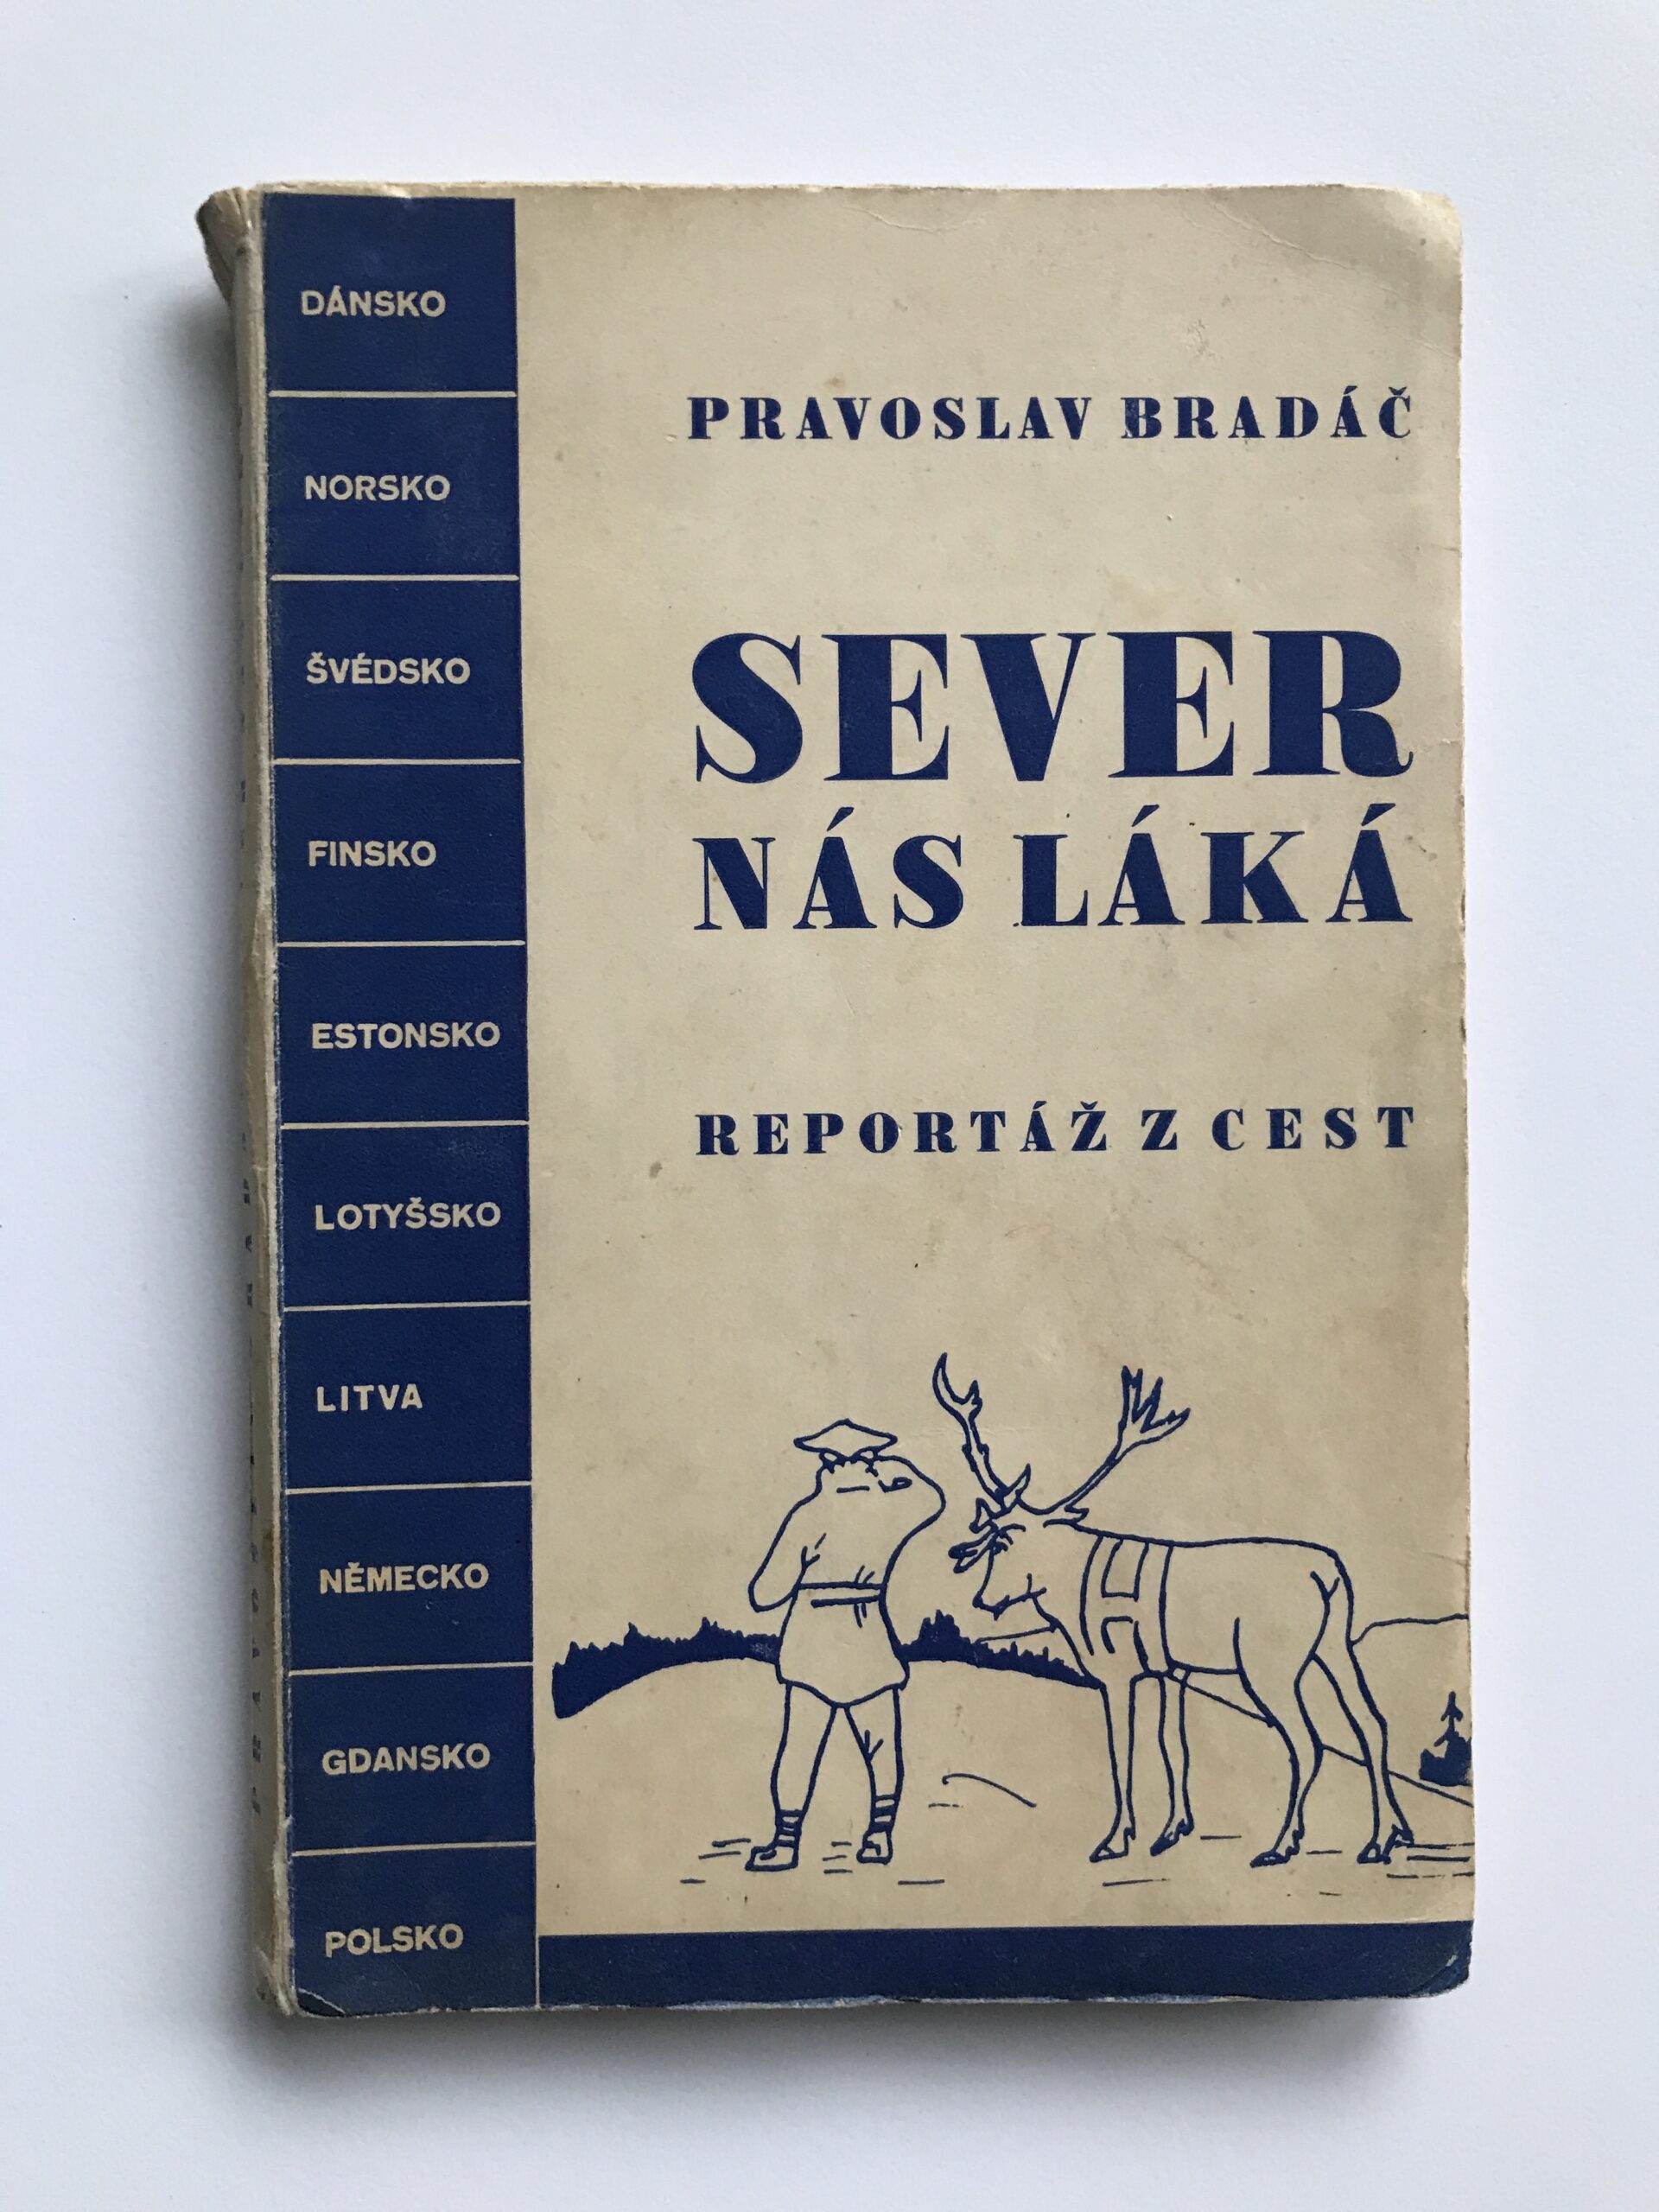 DÁNSKO
NORSKO
ŠVÉDSKO
FINSKO
ESTONSKO
LOTYŠSKO
LITVA
NĚMECKO
GDANSKO
POLSKO
PRAVOSLAV BRADÁČ
SEVER
NÁS LÁKÁ
REPORTÁŽ Z CEST